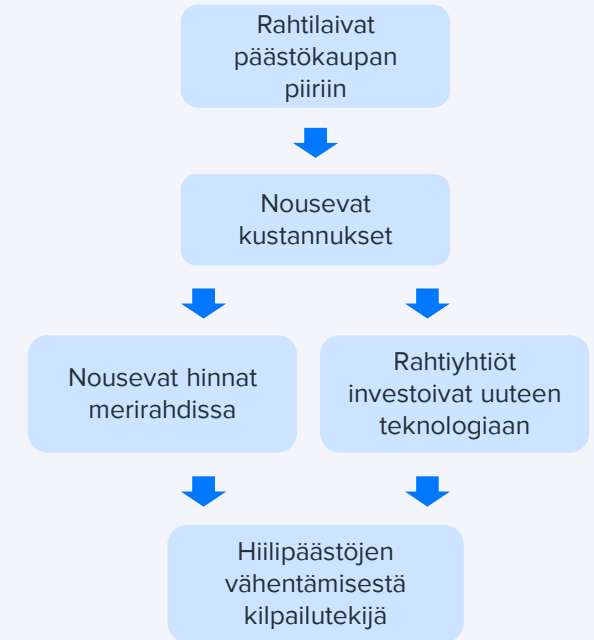 Rahtilaivat
päästökaupan
piiriin
Nousevat
kustannukset
Nousevat hinnat
merirahdissa
Rahtiyhtiöt
investoivat uuteen
teknologiaan
Hiilipäästöjen
vähentämisestä
kilpailutekijä